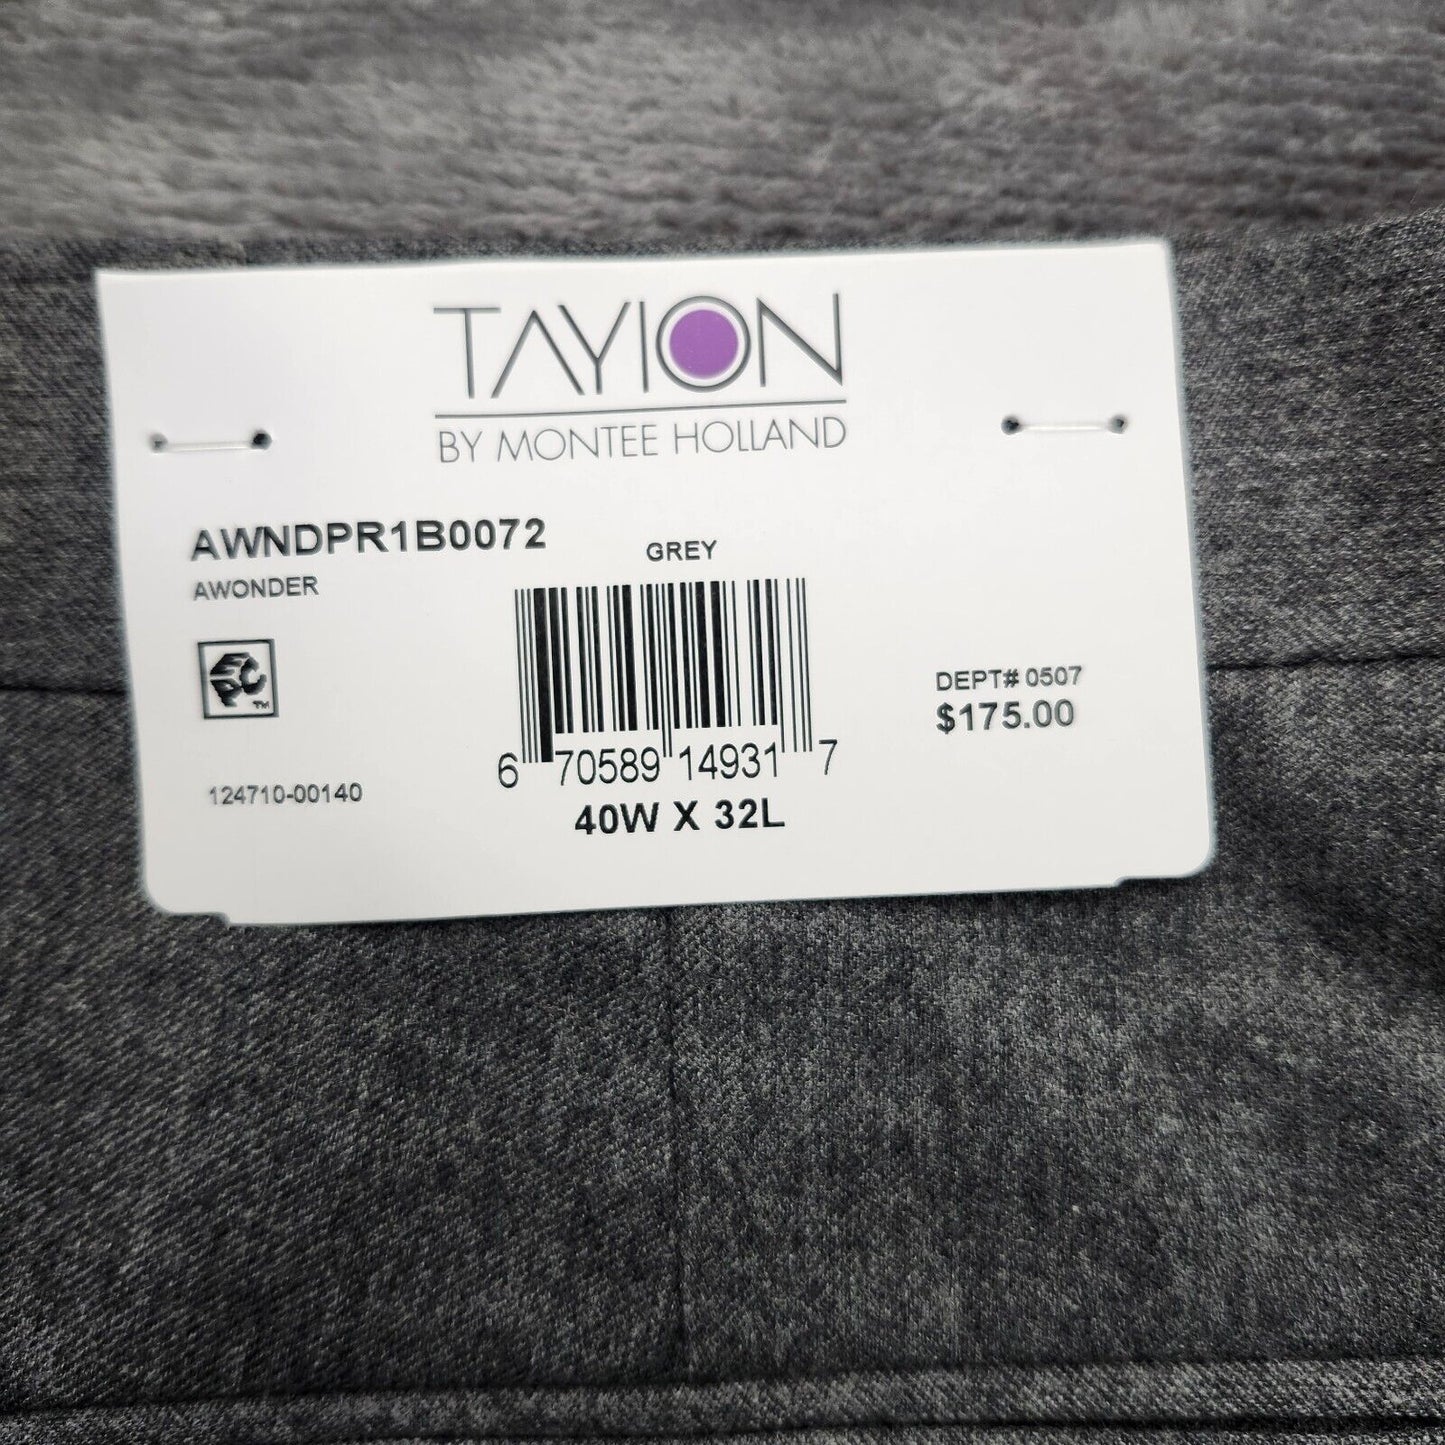 TAYION
BY MONTEE HOLLAND
AWNDPR1B0072
GREY
AWONDER
EPC™
DEPT# 0507
$175.00
6 70589 14931 7
124710-00140
40W X 32L